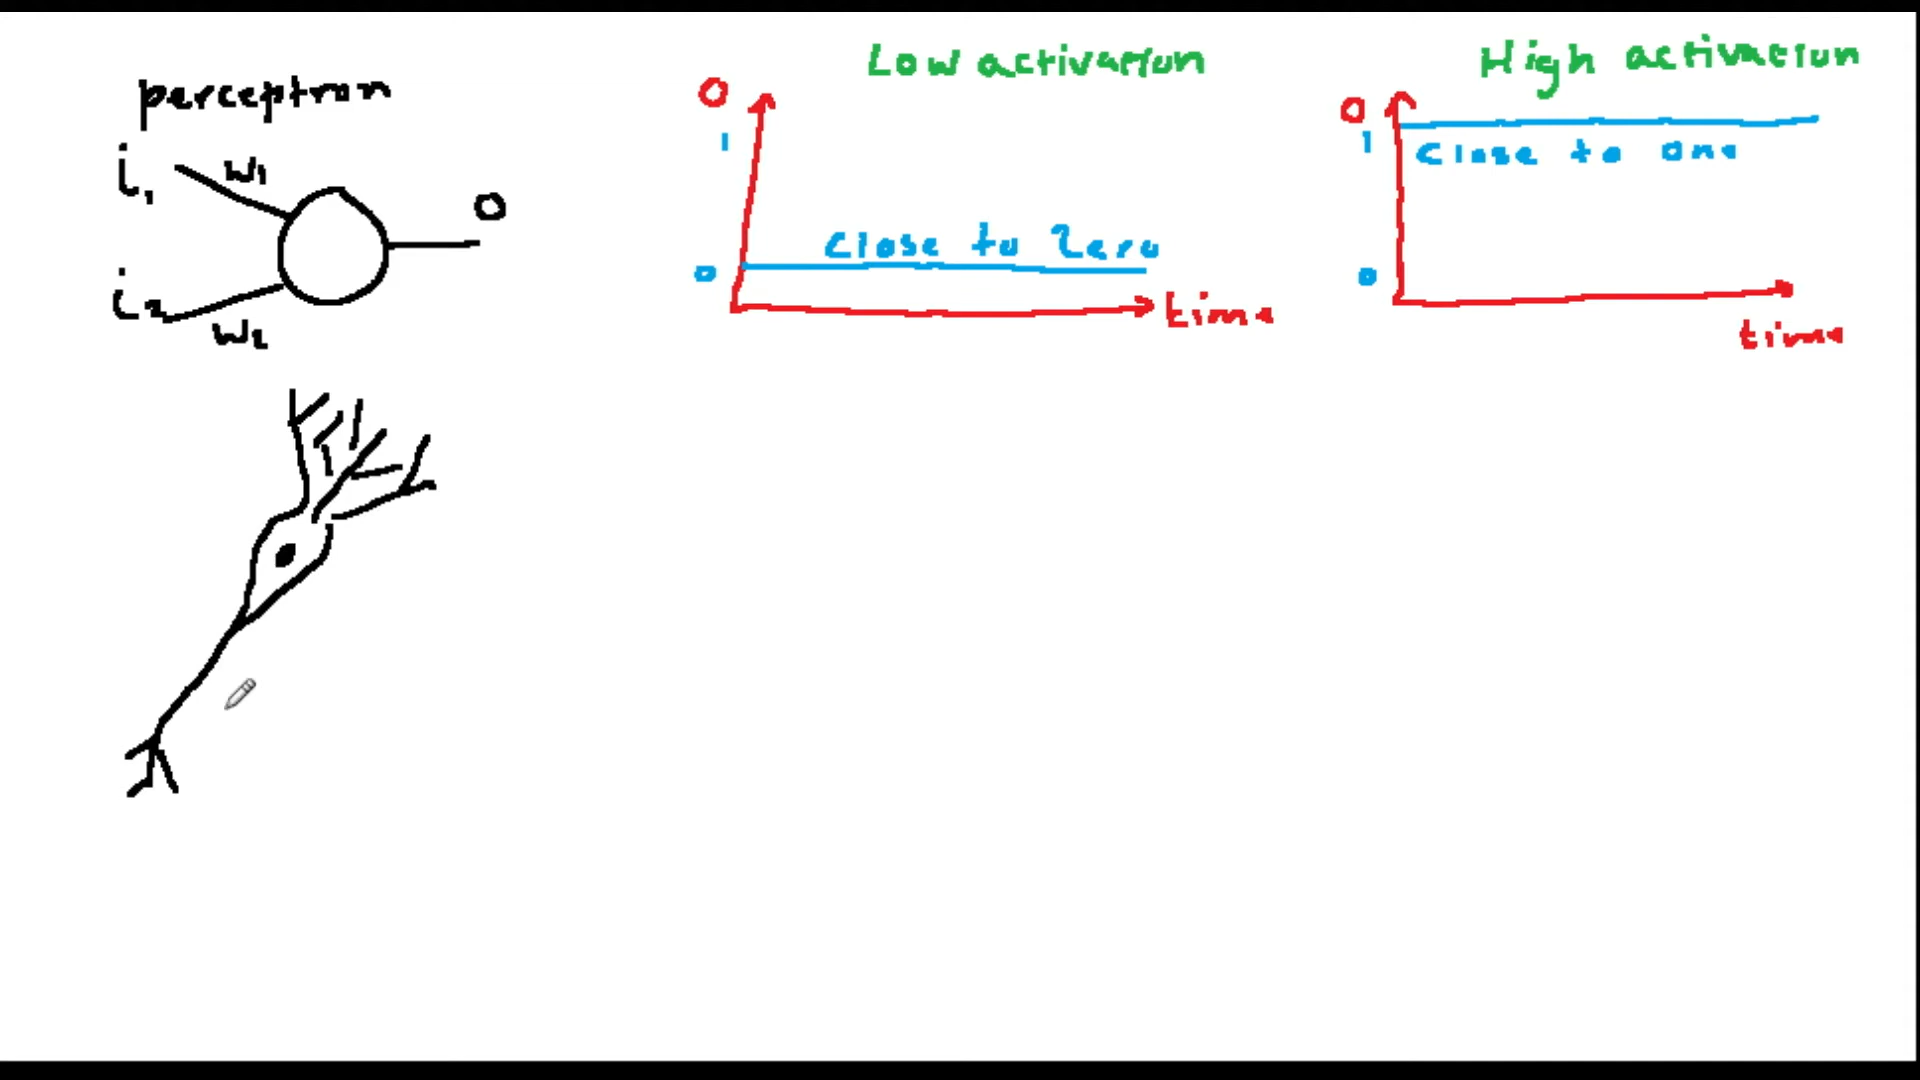 perceptron
i1
w1
o
i2
w2
Low activation
o
1
Close to Zero
0
time
High activation
o
1
Close to one
0
time